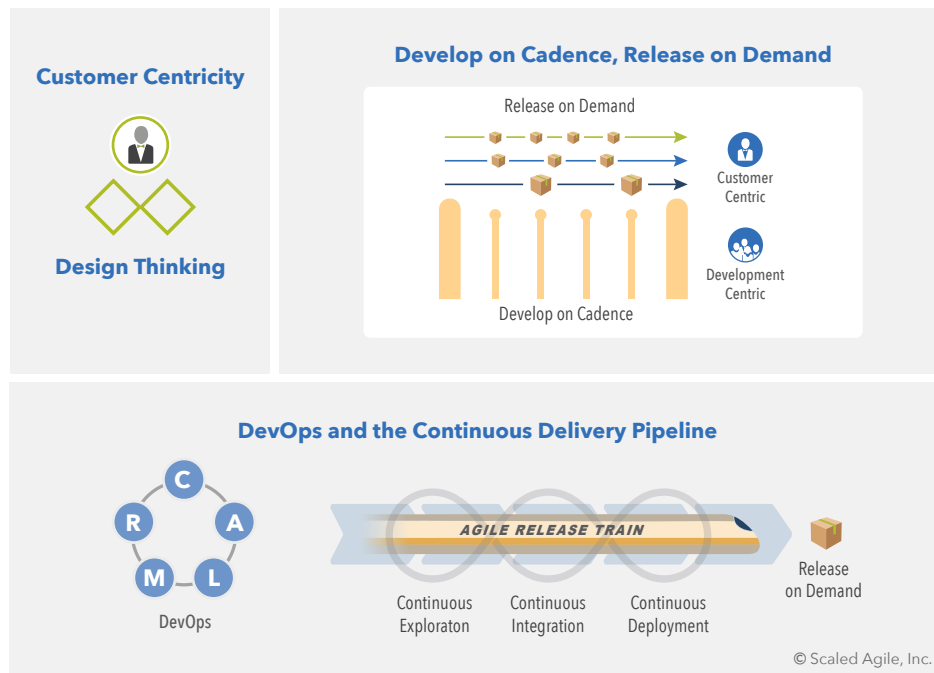 Customer Centricity
Design Thinking
Develop on Cadence, Release on Demand
Release on Demand
Customer
Centric
Development
Centric
Develop on Cadence
DevOps and the Continuous Delivery Pipeline
C
R
A
M
L
DevOps
AGILE RELEASE TRAIN
Continuous
Exploraton
Continuous
Integration
Continuous
Deployment
Release
on Demand
© Scaled Agile, Inc.